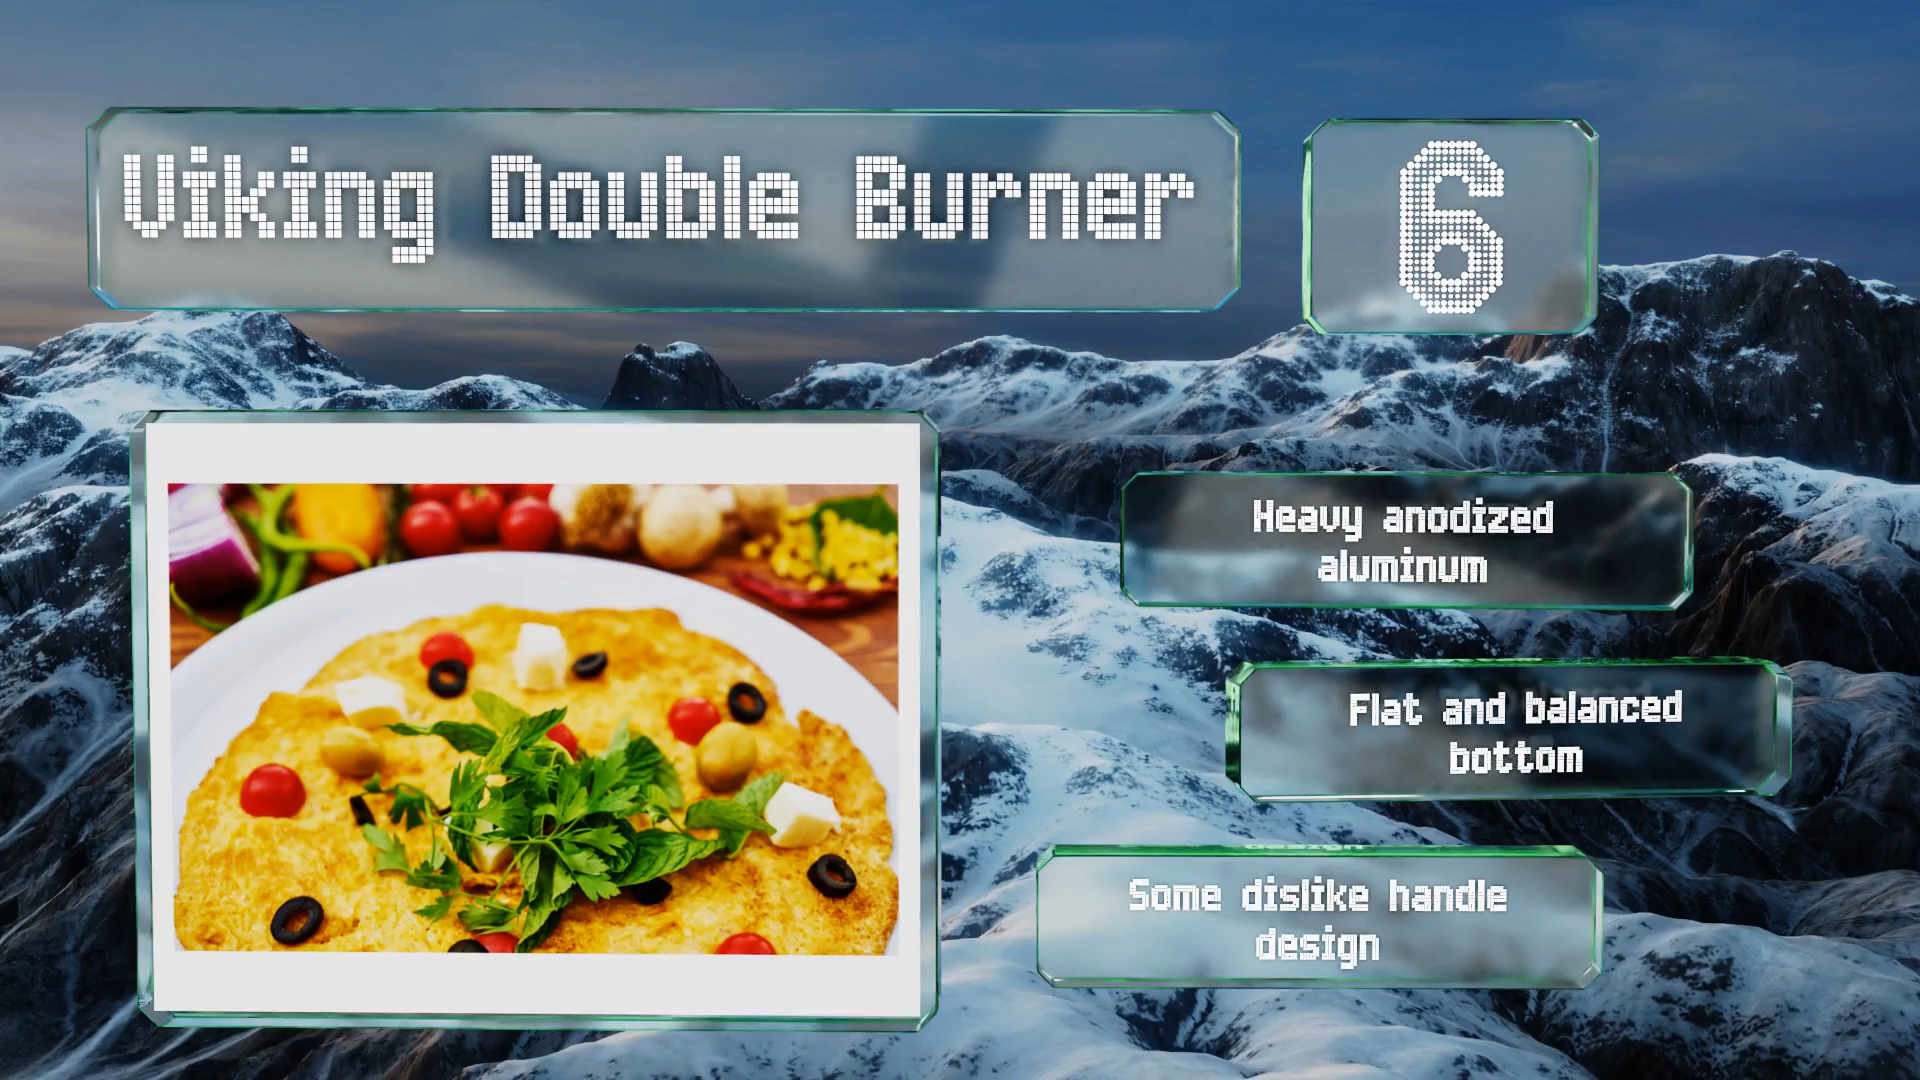 Viking Double Burner
6
Heavy anodized
aluminum
Flat and balanced
bottom
Some dislike handle
design